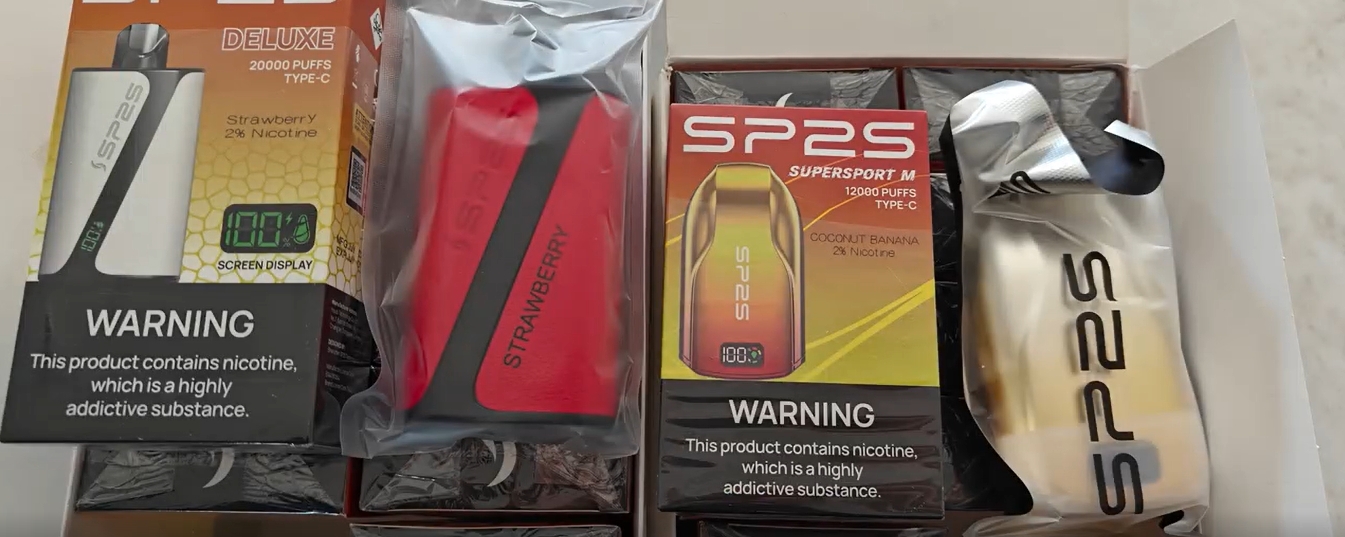 SP2S
DELUXE
20000 PUFFS
TYPE-C
Strawberry
2% Nicotine
SP2S
100%
100%
SCREEN DISPLAY
WARNING
This product contains nicotine,
which is a highly
addictive substance.
SP2S
STRAWBERRY
SP2S
SUPERSPORT M
12000 PUFFS
TYPE-C
COCONUT BANANA
2% Nicotine
SP2S
100
WARNING
This product contains nicotine,
which is a highly
addictive substance.
SP2S